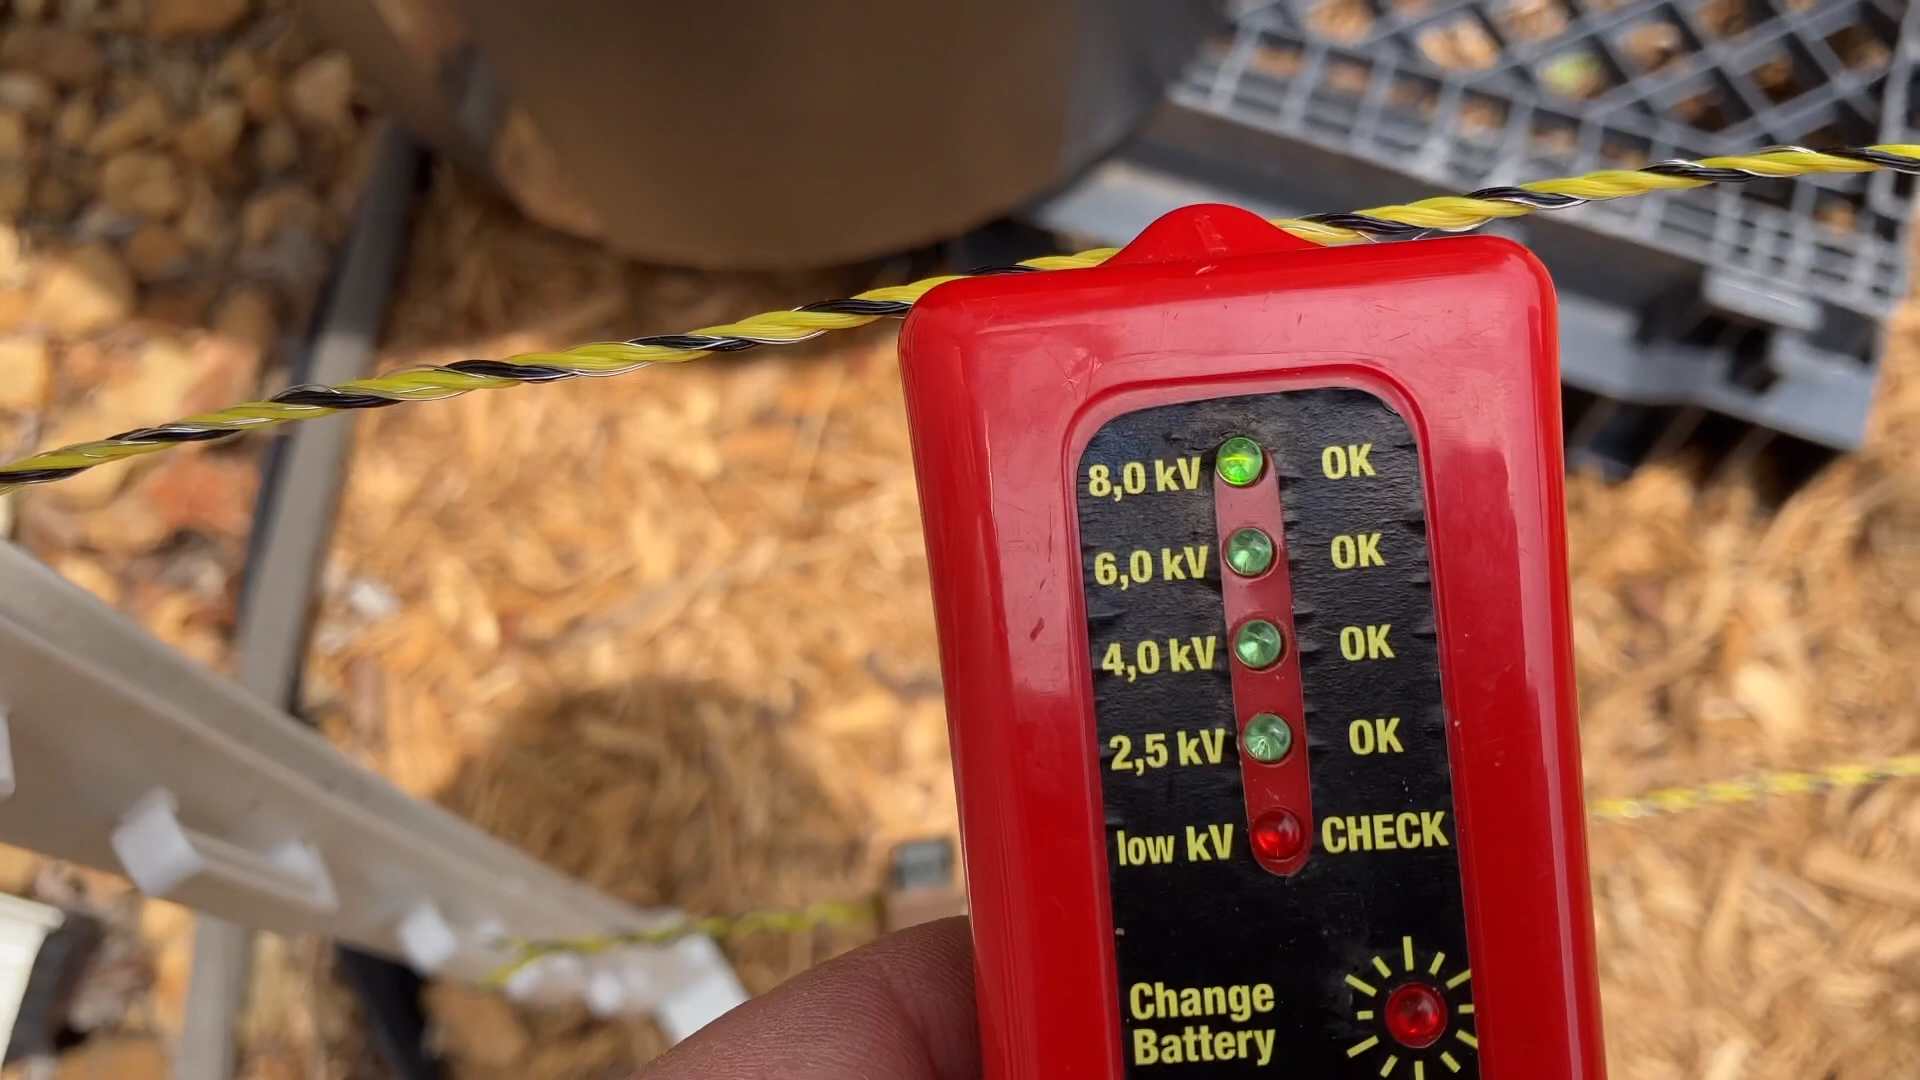 8,0 kV OK
6,0 kV OK
4,0 kV OK
2,5 kV OK
low kV CHECK
Change
Battery